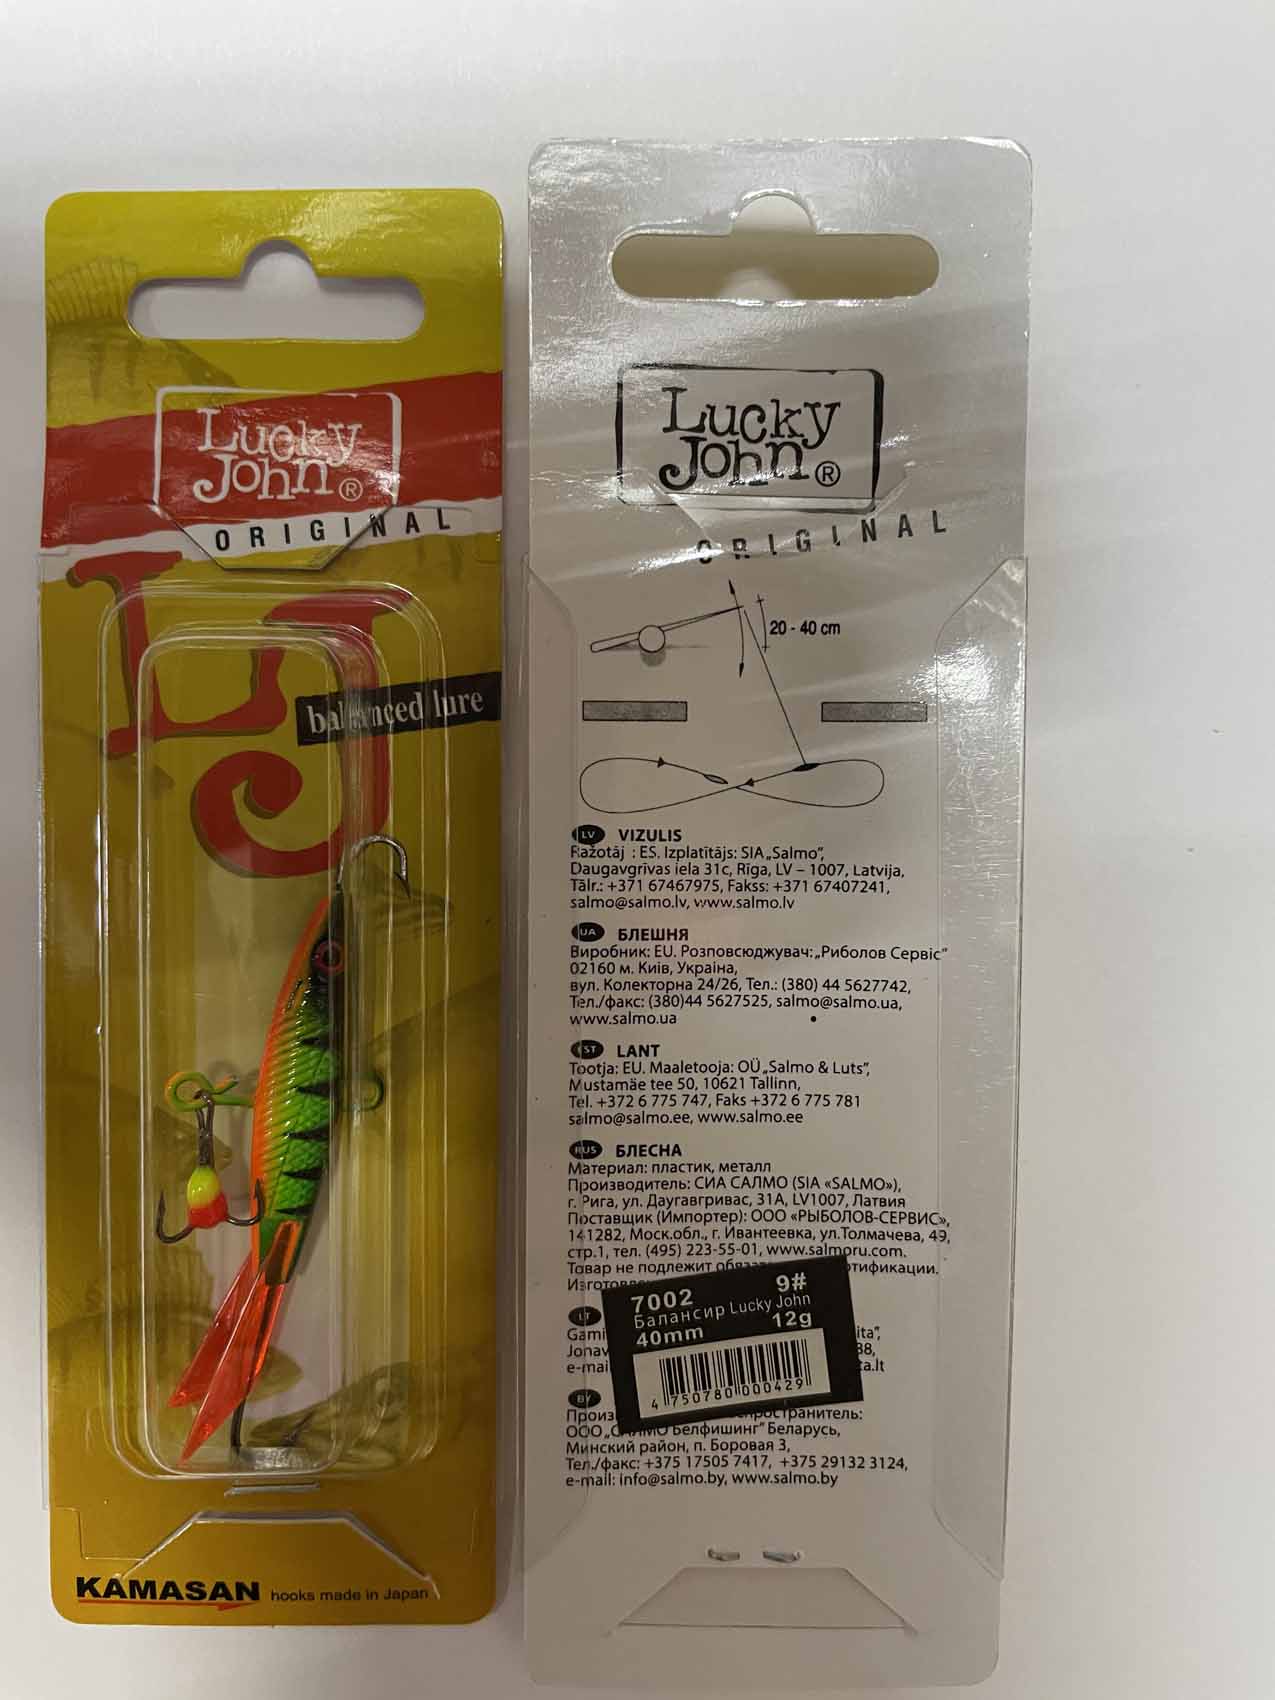 Lucky
John ®
ORIGINAL
LJ
balanced lure
KAMASAN hooks made in Japan
Lucky
John ®
ORIGINAL
20 - 40 cm
LV VIZULIS
Ražotāj : ES. Izplatītājs: SIA „Salmo”,
Daugavgrīvas iela 31c, Rīga, LV – 1007, Latvija,
Tālr.: +371 67467975, Fakss: +371 67407241,
salmo@salmo.lv, www.salmo.lv
UA БЛЕШНЯ
Виробник: EU. Розповсюджувач: „Риболов Сервіс”
02160 м. Київ, Україна,
вул. Колекторна 24/26, Тел.: (380) 44 5627742,
Тел./факс: (380)44 5627525, salmo@salmo.ua,
www.salmo.ua
EST LANT
Tootja: EU. Maaletooja: OÜ „Salmo & Luts”,
Mustamäe tee 50, 10621 Tallinn,
Tel. +372 6 775 747, Faks +372 6 775 781
salmo@salmo.ee, www.salmo.ee
RUS БЛЕСНА
Материал: пластик, металл
Производитель: СИА САЛМО (SIA «SALMO»),
г. Рига, ул. Даугавгривас, 31А, LV1007, Латвия
Поставщик (Импортер): ООО «РЫБОЛОВ-СЕРВИС»,
141282, Моск.обл., г. Ивантеевка, ул.Толмачева, 49,
стр.1, тел. (495) 223-55-01, www.salmoru.com.
Товар не подлежит
7002 9#
Балансир Lucky John
40mm 12g
4 750780 000429
LT
e-mai ta.lt
BY
ООО „САЛМО Белфишинг” Беларусь,
Минский район, п. Боровая 3,
Тел./факс: +375 17505 7417, +375 29132 3124,
e-mail: info@salmo.by, www.salmo.by